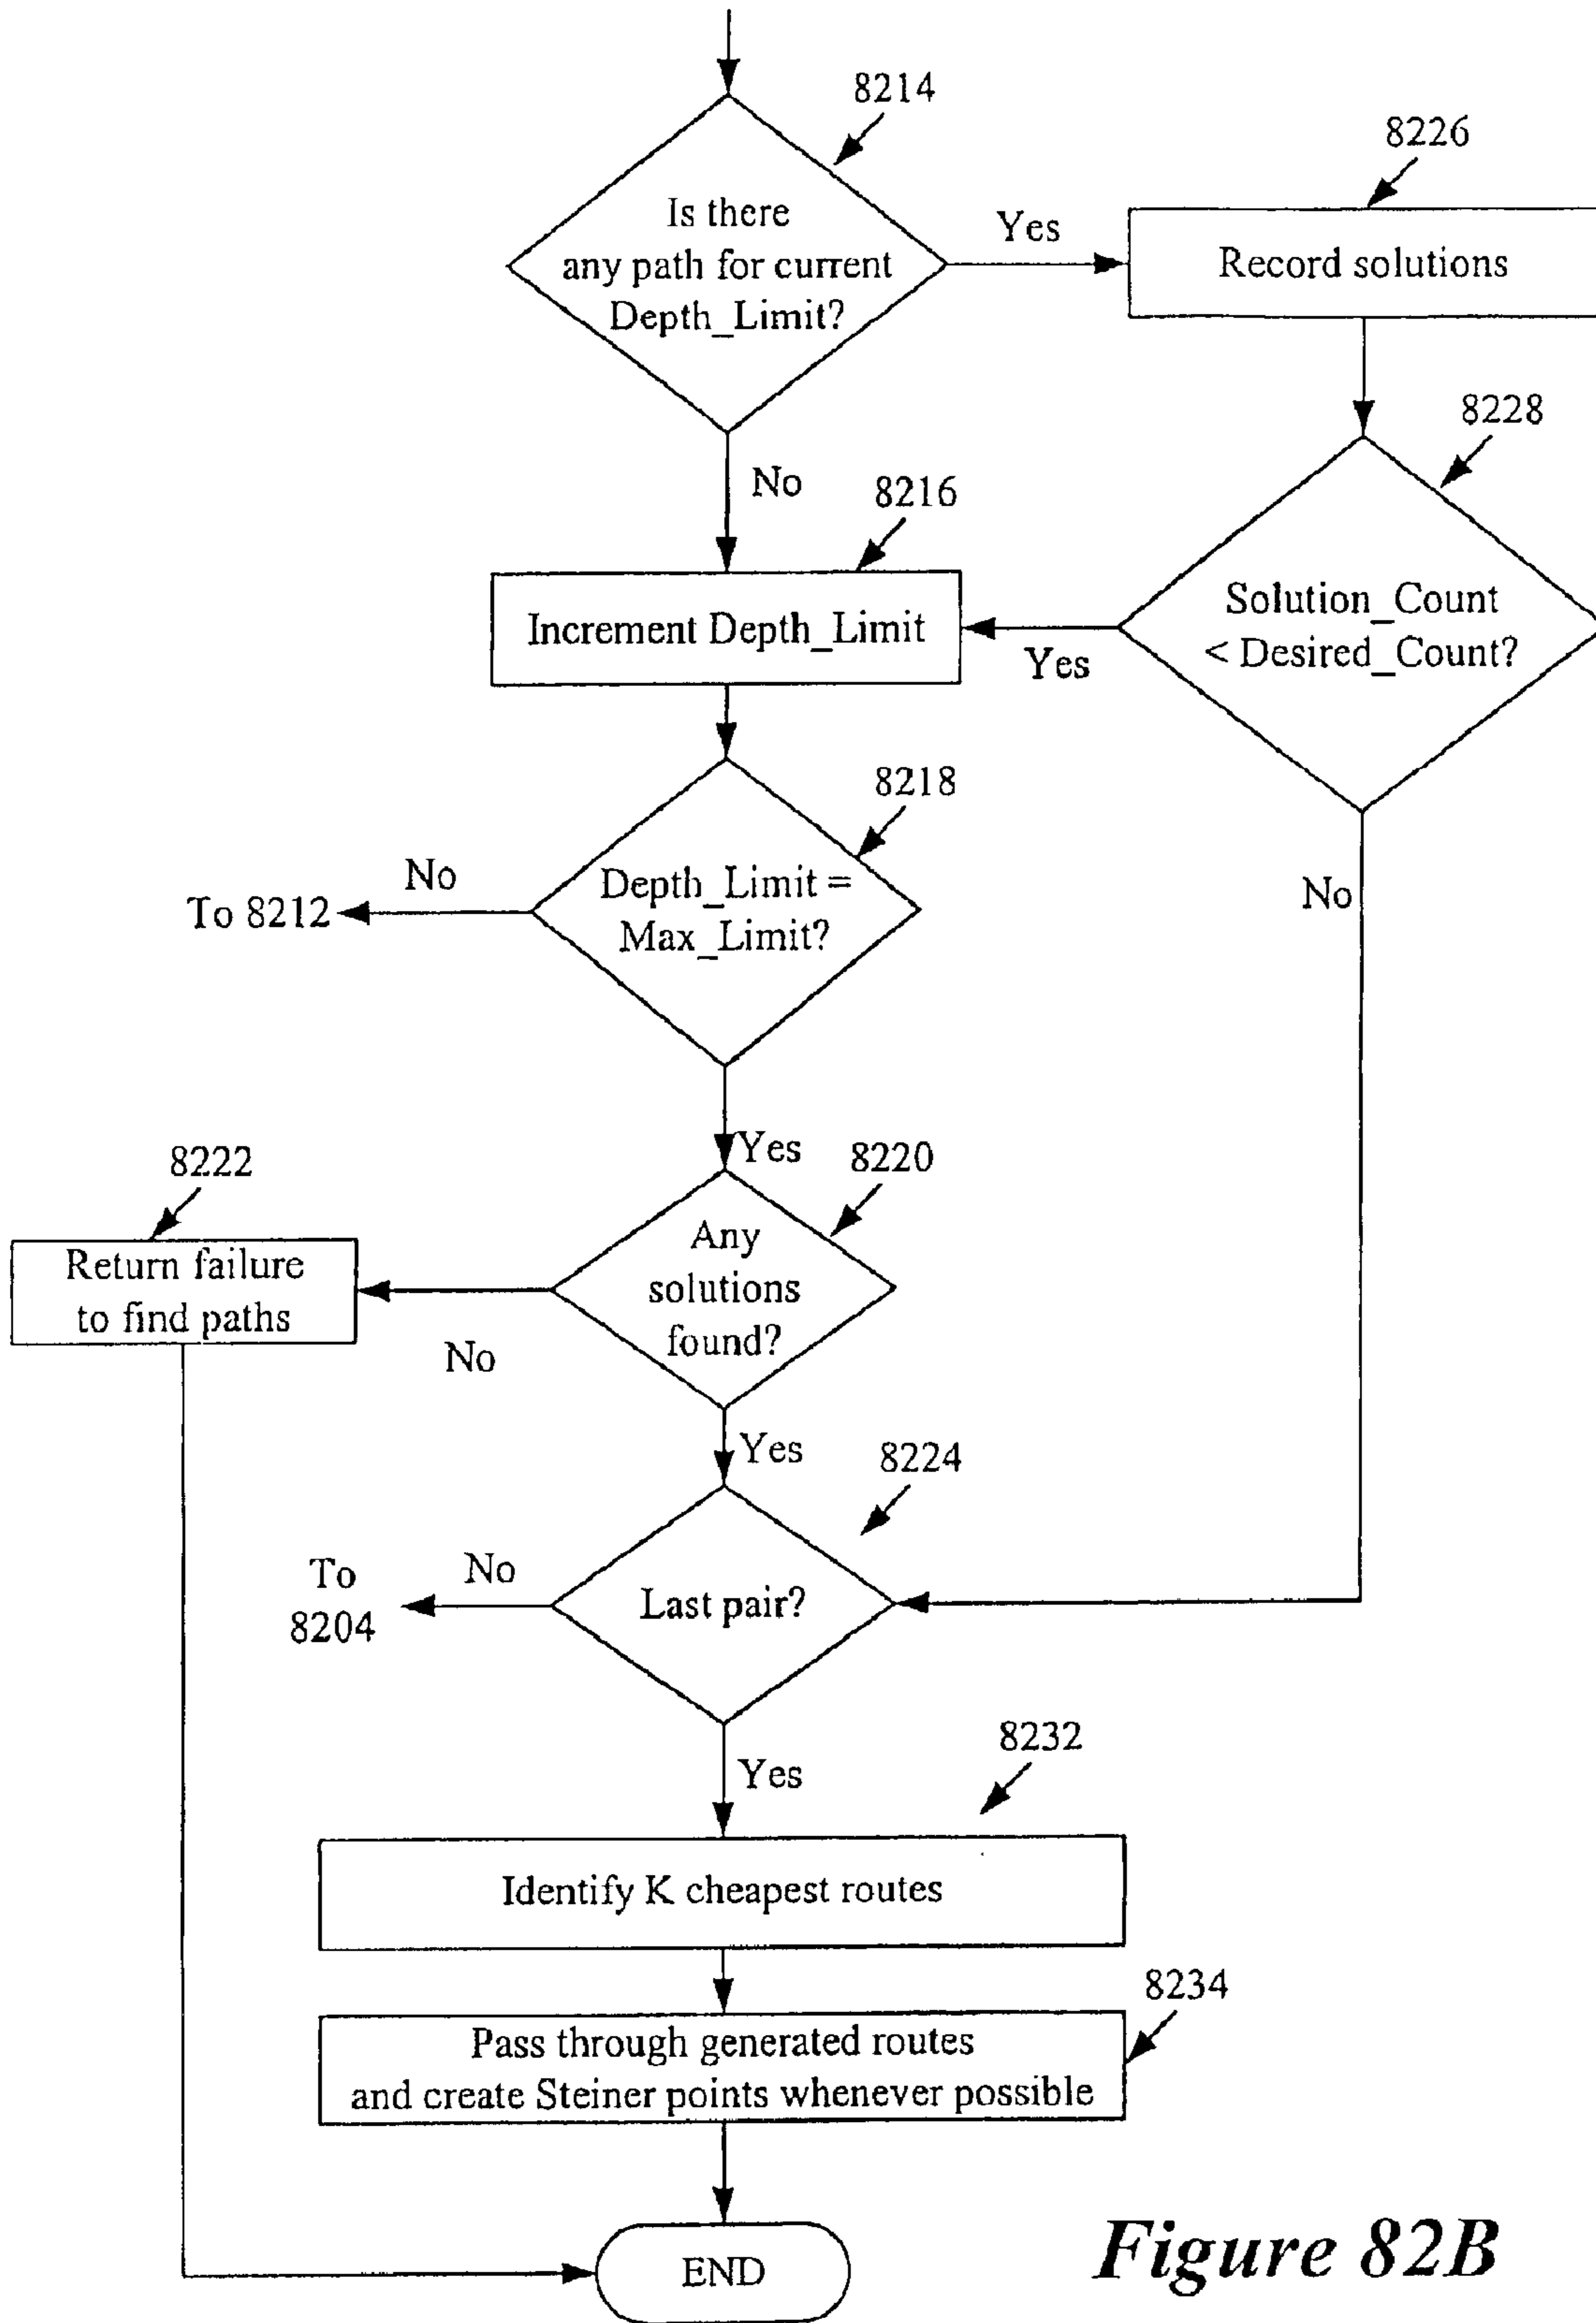 8214
8226
Is there
any path for current
Depth_Limit?
Yes
Record solutions
8228
No
8216
Solution_Count
< Desired_Count?
Increment Depth_Limit
Yes
8218
No
Depth_Limit =
Max_Limit?
To 8212
No
Yes
8220
8222
Any
solutions
found?
Return failure
to find paths
No
Yes
8224
To
8204
No
Last pair?
8232
Yes
Identify K cheapest routes
8234
Pass through generated routes
and create Steiner points whenever possible
END
Figure 82B